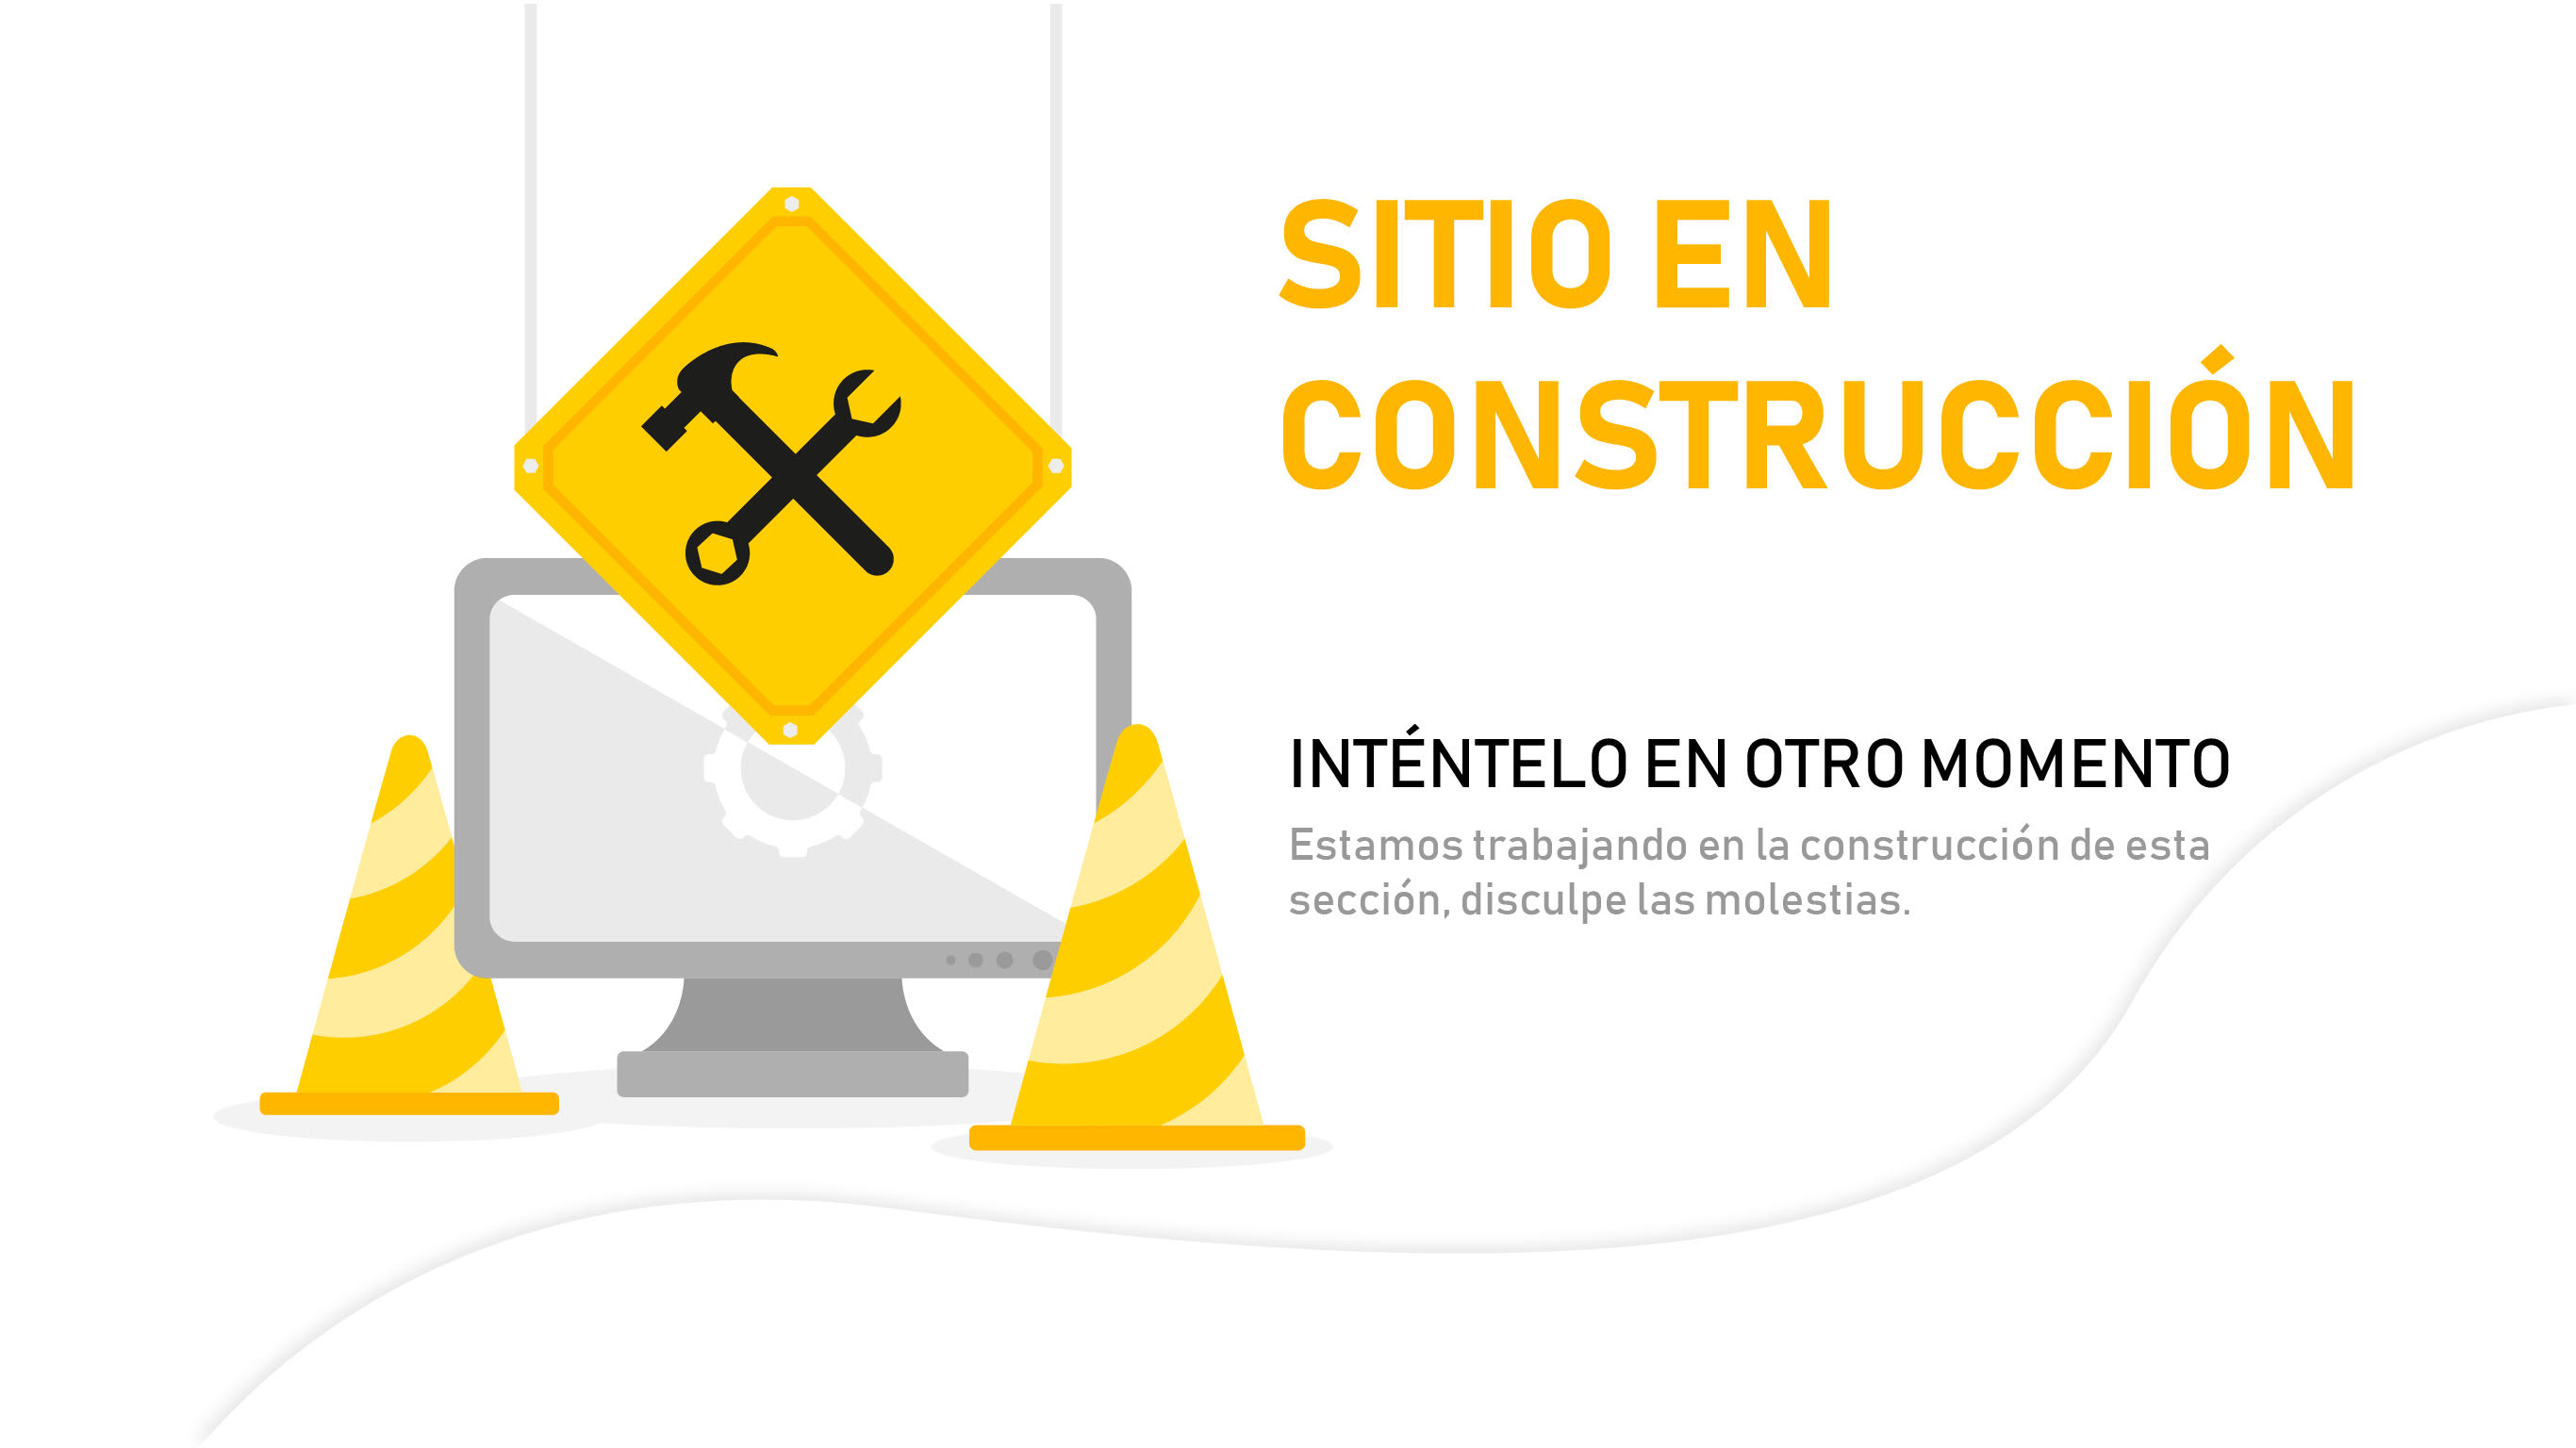 SITIO EN
CONSTRUCCIÓN
INTÉNTELO EN OTRO MOMENTO
Estamos trabajando en la construcción de esta
sección, disculpe las molestias.